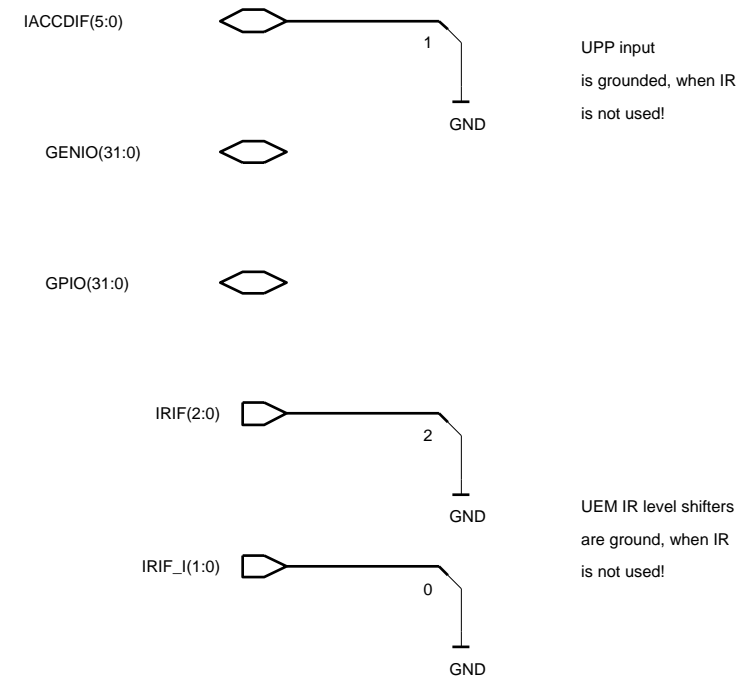 IACCDIF(5:0)
1
UPP input
is grounded, when IR
is not used!
GND
GENIO(31:0)
GPIO(31:0)
IRIF(2:0)
2
GND
UEM IR level shifters
are ground, when IR
is not used!
IRIF_I(1:0)
0
GND